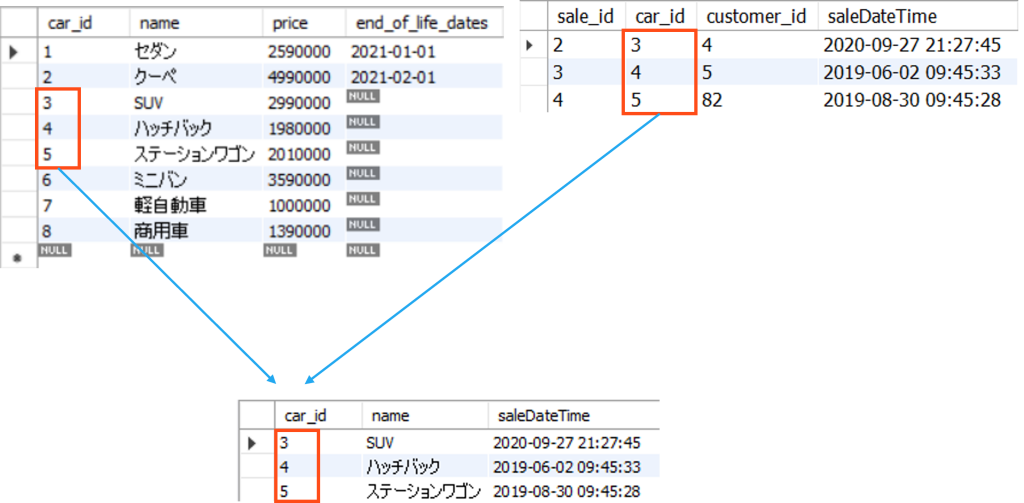 car_id name price end_of_life_dates
1 セダン 2590000 2021-01-01
2 クーペ 4990000 2021-02-01
3 SUV 2990000 NULL
4 ハッチバック 1980000 NULL
5 ステーションワゴン 2010000 NULL
6 ミニバン 3590000 NULL
7 軽自動車 1000000 NULL
8 商用車 1390000 NULL
NULL NULL NULL NULL
sale_id car_id customer_id saleDateTime
2 3 4 2020-09-27 21:27:45
3 4 5 2019-06-02 09:45:33
4 5 82 2019-08-30 09:45:28
car_id name saleDateTime
3 SUV 2020-09-27 21:27:45
4 ハッチバック 2019-06-02 09:45:33
5 ステーションワゴン 2019-08-30 09:45:28